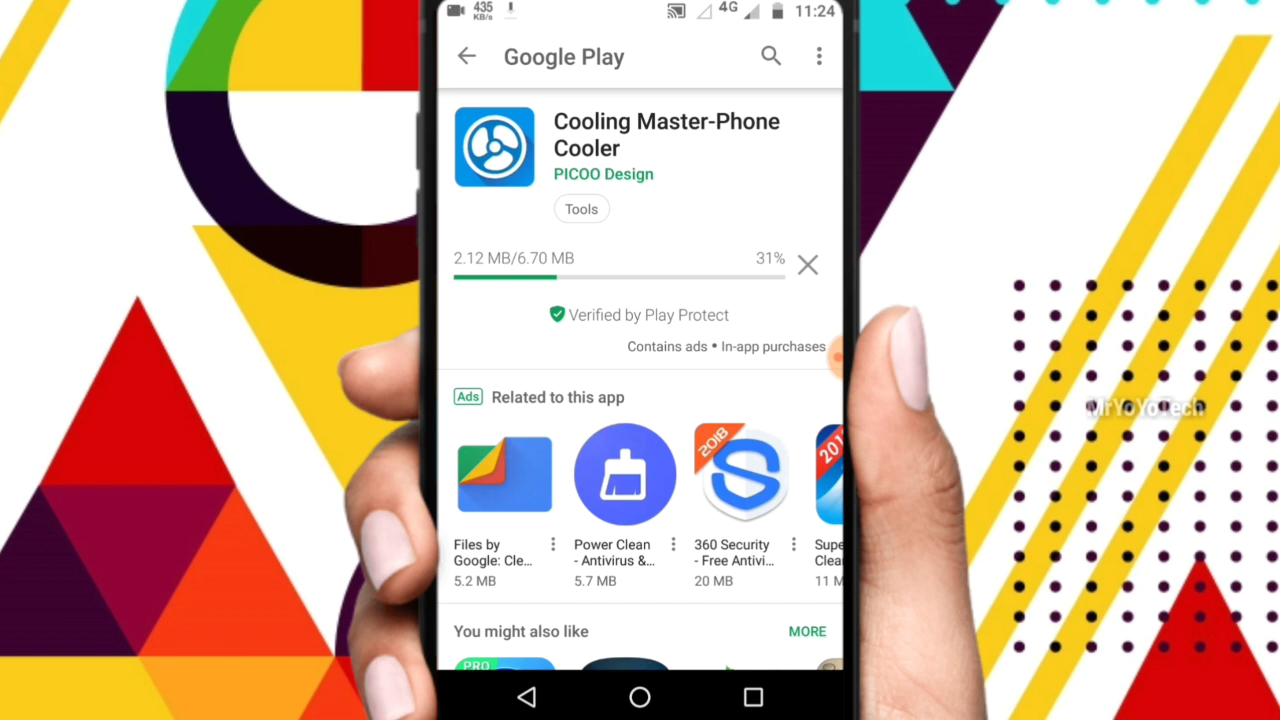 435
KB/s
4G
11:24
Google Play
Cooling Master-Phone
Cooler
PICOO Design
Tools
2.12 MB/6.70 MB
31%
Verified by Play Protect
Contains ads • In-app purchases
Ads Related to this app
2018
201
Files by
Google: Cle...
5.2 MB
Power Clean
- Antivirus &...
5.7 MB
360 Security
- Free Antivi...
20 MB
Supe
Clea
11 M
You might also like
MORE
PRO
MrYoYoTech